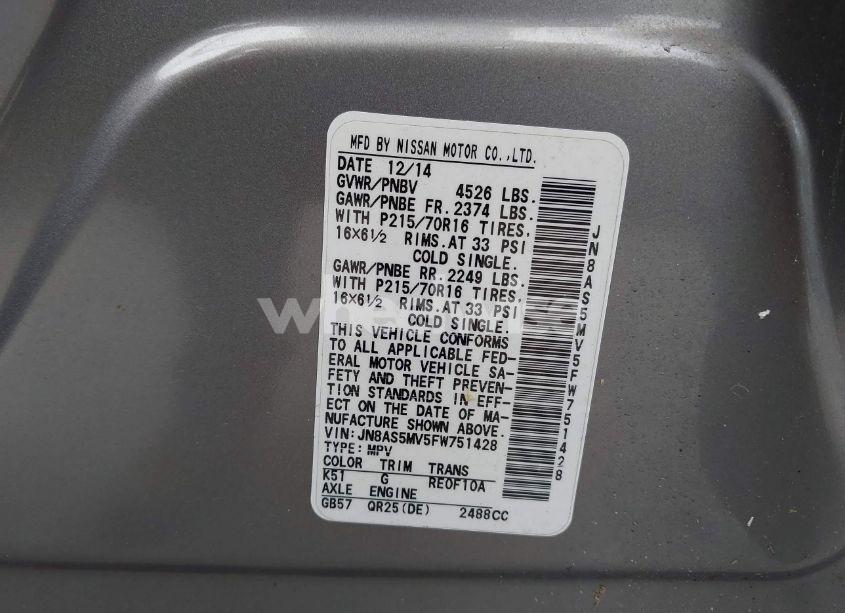 MFD BY NISSAN MOTOR CO.,LTD.
DATE 12/14
GVWR/PNBV 4526 LBS.
GAWR/PNBE FR. 2374 LBS.
WITH P215/70R16 TIRES,
16X6½ RIMS.AT 33 PSI
COLD SINGLE.
GAWR/PNBE RR. 2249 LBS.
WITH P215/70R16 TIRES,
16X6½ RIMS.AT 33 PSI
COLD SINGLE.
THIS VEHICLE CONFORMS
TO ALL APPLICABLE FED-
ERAL MOTOR VEHICLE SA-
FETY AND THEFT PREVEN-
TION STANDARDS IN EFF-
ECT ON THE DATE OF MA-
NUFACTURE SHOWN ABOVE.
VIN:JN8AS5MV5FW751428
TYPE:MPV
COLOR TRIM TRANS
K51 G RE0F10A
AXLE ENGINE
GB57 QR25(DE) 2488CC
JN8AS5MV5FW751428